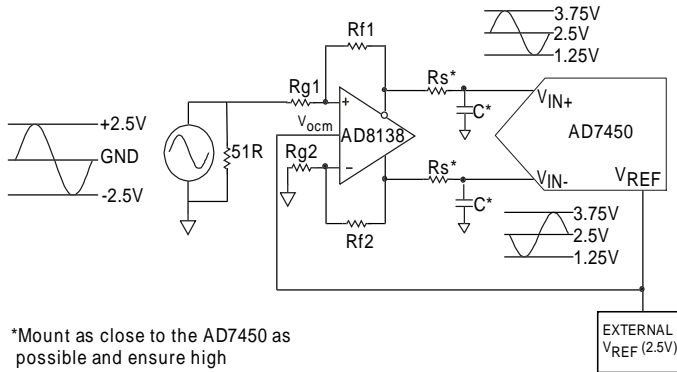 3.75V
2.5V
1.25V
Rf1
Rg1
Rs*
+2.5V
GND
-2.5V
51R
Vocm
+
AD8138
-
C*
VIN+
AD7450
Rg2
Rs*
VIN-
VREF
C*
Rf2
3.75V
2.5V
1.25V
EXTERNAL
VREF (2.5V)
*Mount as close to the AD7450 as
possible and ensure high